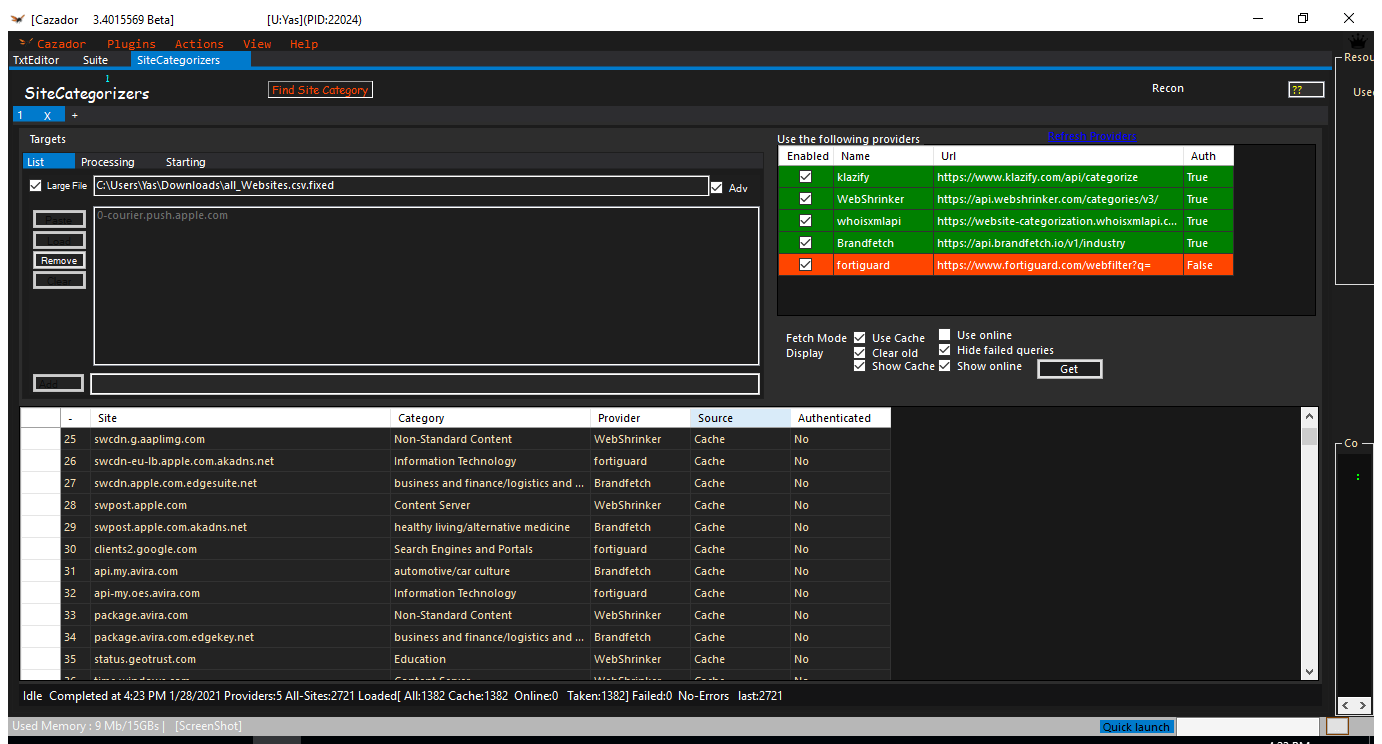 [Cazador 3.4015569 Beta] [U:Yas](PID:22024)
Cazador Plugins Actions View Help
Resou
TxtEditor Suite SiteCategorizers
1
SiteCategorizers Find Site Category Recon ??
Used
1 X +
Targets Use the following providers Refresh Providers
List Processing Starting
Enabled Name Url Auth
Large File C:\Users\Yas\Downloads\all_Websites.csv.fixed Adv
klazify https://www.klazify.com/api/categorize True
WebShrinker https://api.webshrinker.com/categories/v3/ True
whoisxmlapi https://website-categorization.whoisxmlapi.c... True
Brandfetch https://api.brandfetch.io/v1/industry True
fortiguard https://www.fortiguard.com/webfilter?q= False
Paste 0-courier.push.apple.com
Load
Remove
Clear
Fetch Mode Use Cache Use online
Display Clear old Hide failed queries
Show Cache Show online Get
Add
- Site Category Provider Source Authenticated
25 swcdn.g.aaplimg.com Non-Standard Content WebShrinker Cache No
26 swcdn-eu-lb.apple.com.akadns.net Information Technology fortiguard Cache No
27 swcdn.apple.com.edgesuite.net business and finance/logistics and ... Brandfetch Cache No
28 swpost.apple.com Content Server WebShrinker Cache No
29 swpost.apple.com.akadns.net healthy living/alternative medicine Brandfetch Cache No
30 clients2.google.com Search Engines and Portals fortiguard Cache No
31 api.my.avira.com automotive/car culture Brandfetch Cache No
32 api-my.oes.avira.com Information Technology fortiguard Cache No
33 package.avira.com Non-Standard Content WebShrinker Cache No
34 package.avira.com.edgekey.net business and finance/logistics and ... Brandfetch Cache No
35 status.geotrust.com Education WebShrinker Cache No
Co
:
Idle Completed at 4:23 PM 1/28/2021 Providers:5 All-Sites:2721 Loaded[ All:1382 Cache:1382 Online:0 Taken:1382] Failed:0 No-Errors last:2721
Used Memory : 9 Mb/15GBs | [ScreenShot] Quick launch